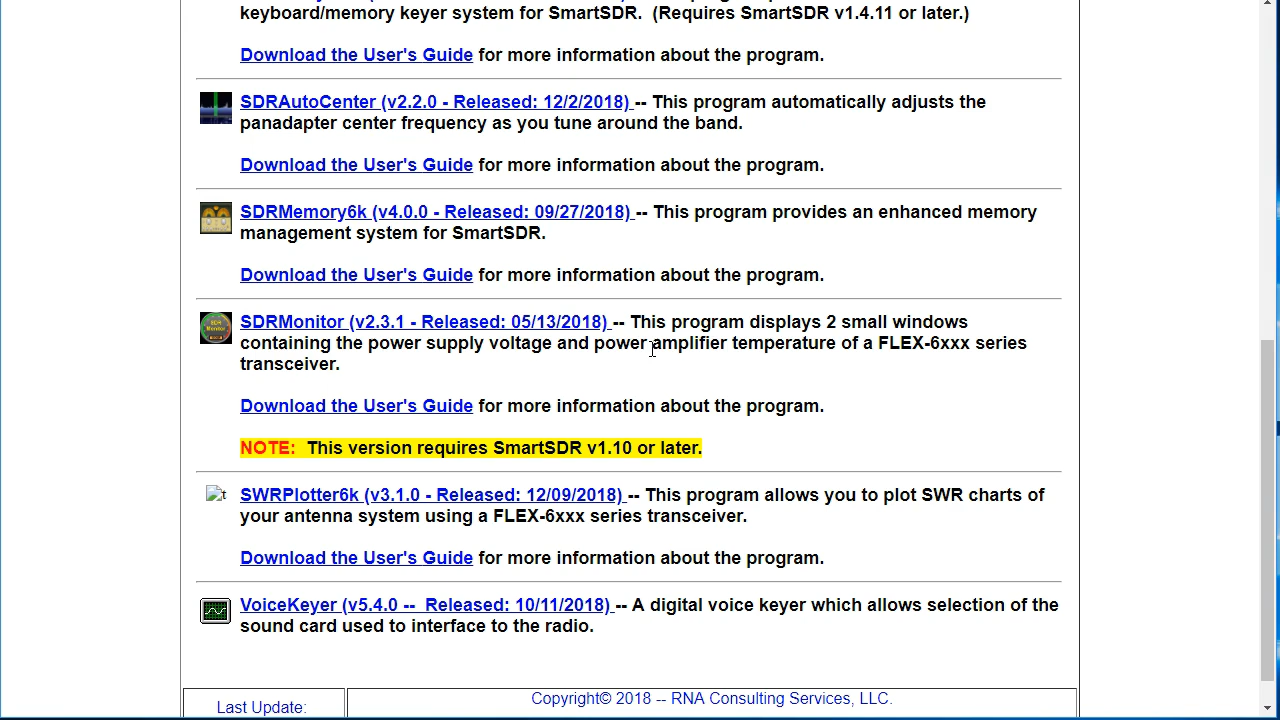 keyboard/memory keyer system for SmartSDR.  (Requires SmartSDR v1.4.11 or later.)
Download the User's Guide for more information about the program.
SDRAutoCenter (v2.2.0 - Released: 12/2/2018) -- This program automatically adjusts the
panadapter center frequency as you tune around the band.
Download the User's Guide for more information about the program.
SDRMemory6k (v4.0.0 - Released: 09/27/2018) -- This program provides an enhanced memory
management system for SmartSDR.
Download the User's Guide for more information about the program.
SDRMonitor (v2.3.1 - Released: 05/13/2018) -- This program displays 2 small windows
containing the power supply voltage and power amplifier temperature of a FLEX-6xxx series
transceiver.
Download the User's Guide for more information about the program.
NOTE:  This version requires SmartSDR v1.10 or later.
SWRPlotter6k (v3.1.0 - Released: 12/09/2018) -- This program allows you to plot SWR charts of
your antenna system using a FLEX-6xxx series transceiver.
Download the User's Guide for more information about the program.
VoiceKeyer (v5.4.0 --  Released: 10/11/2018) -- A digital voice keyer which allows selection of the
sound card used to interface to the radio.
Last Update:
Copyright© 2018 -- RNA Consulting Services, LLC.